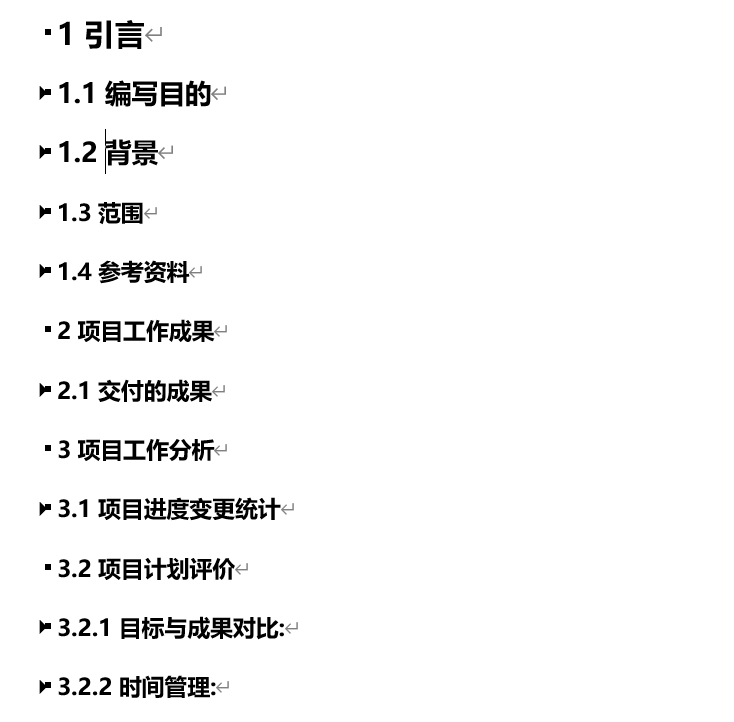 1 引言
1.1 编写目的
1.2 背景
1.3 范围
1.4 参考资料
2 项目工作成果
2.1 交付的成果
3 项目工作分析
3.1 项目进度变更统计
3.2 项目计划评价
3.2.1 目标与成果对比:
3.2.2 时间管理: